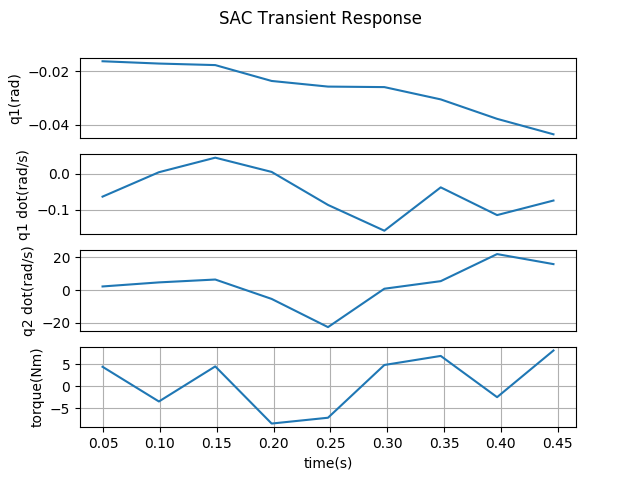 SAC Transient Response
q1(rad)
−0.02
−0.04
q1 dot(rad/s)
0.0
−0.1
q2 dot(rad/s)
20
0
−20
torque(Nm)
5
0
−5
0.05 0.10 0.15 0.20 0.25 0.30 0.35 0.40 0.45
time(s)